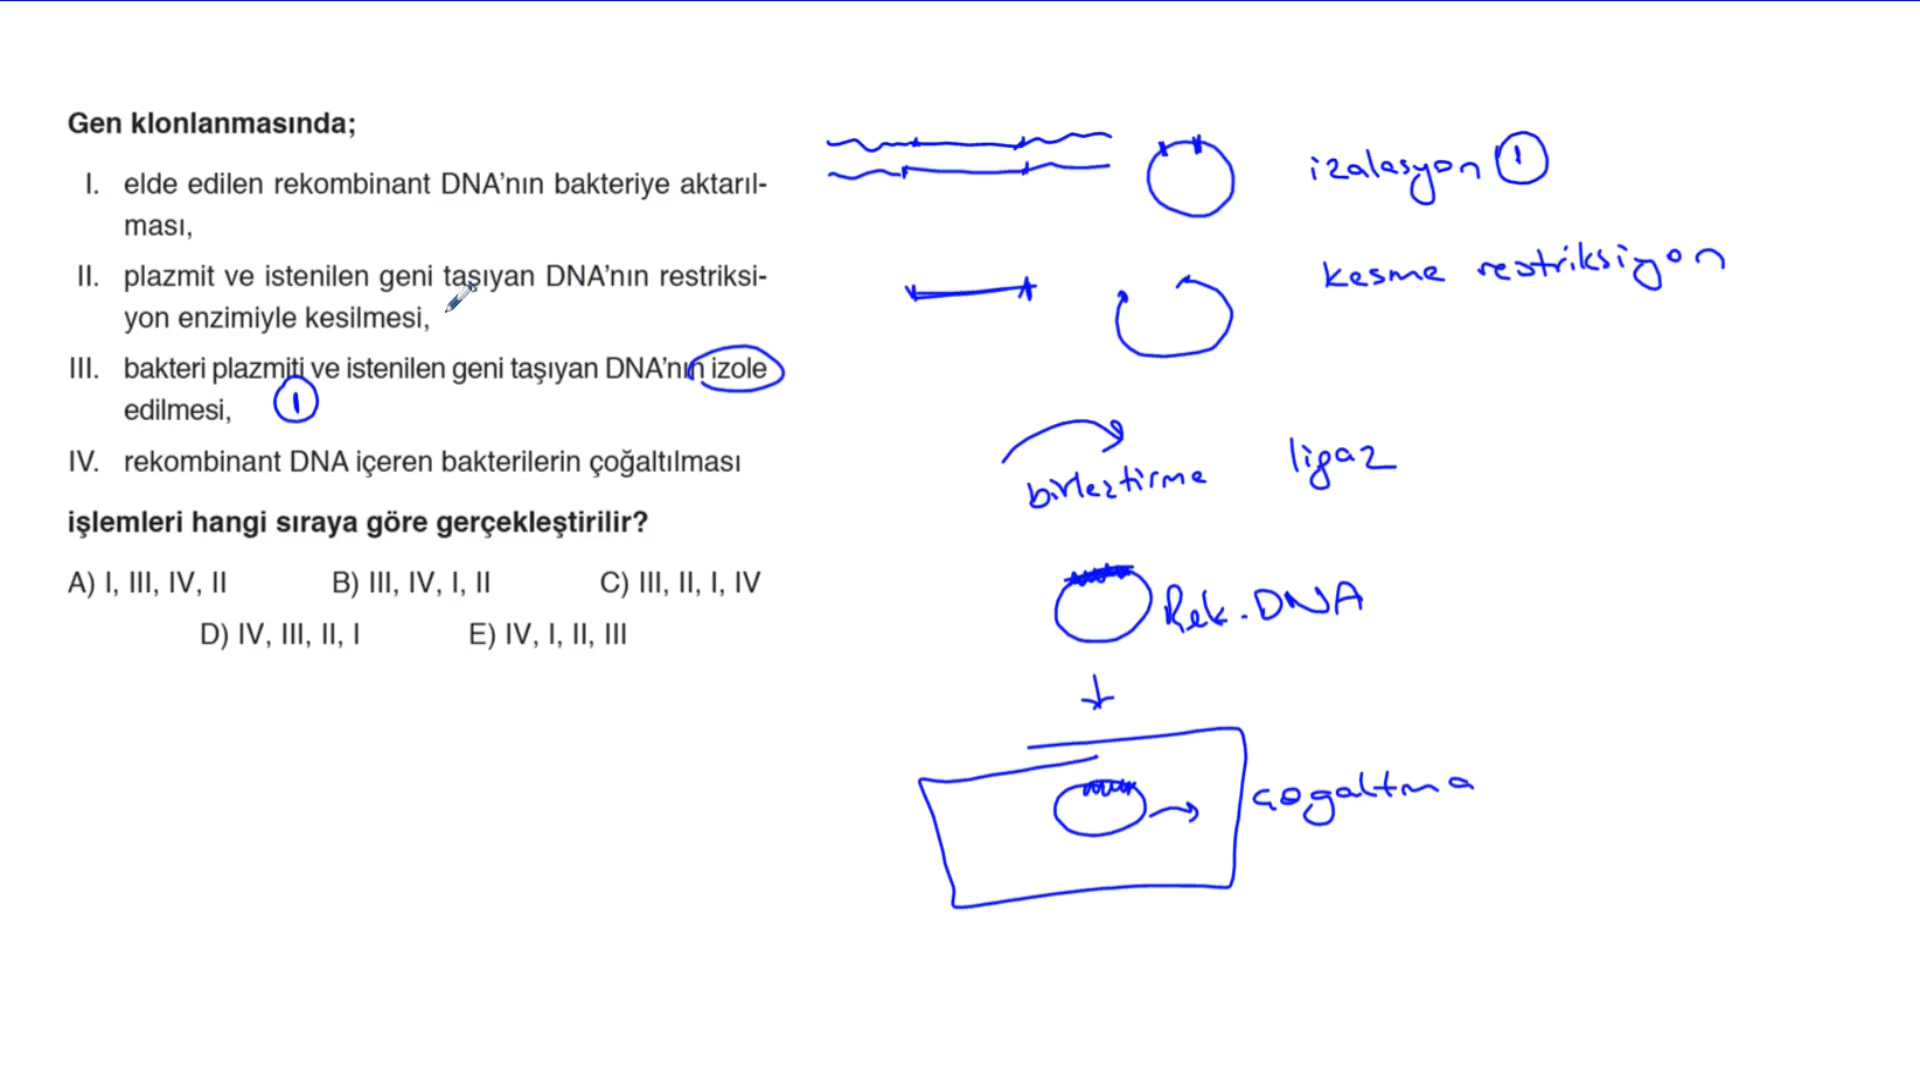 Gen klonlanmasında;
I. elde edilen rekombinant DNA’nın bakteriye aktarıl-
ması,
II. plazmit ve istenilen geni taşıyan DNA’nın restriksi-
yon enzimiyle kesilmesi,
III. bakteri plazmiti ve istenilen geni taşıyan DNA’nın izole
edilmesi,
1
IV. rekombinant DNA içeren bakterilerin çoğaltılması
işlemleri hangi sıraya göre gerçekleştirilir?
A) I, III, IV, II B) III, IV, I, II C) III, II, I, IV
D) IV, III, II, I E) IV, I, II, III
izalasyon 1
kesme restriksiyon
birleştirme ligaz
Rek. DNA
çogaltma